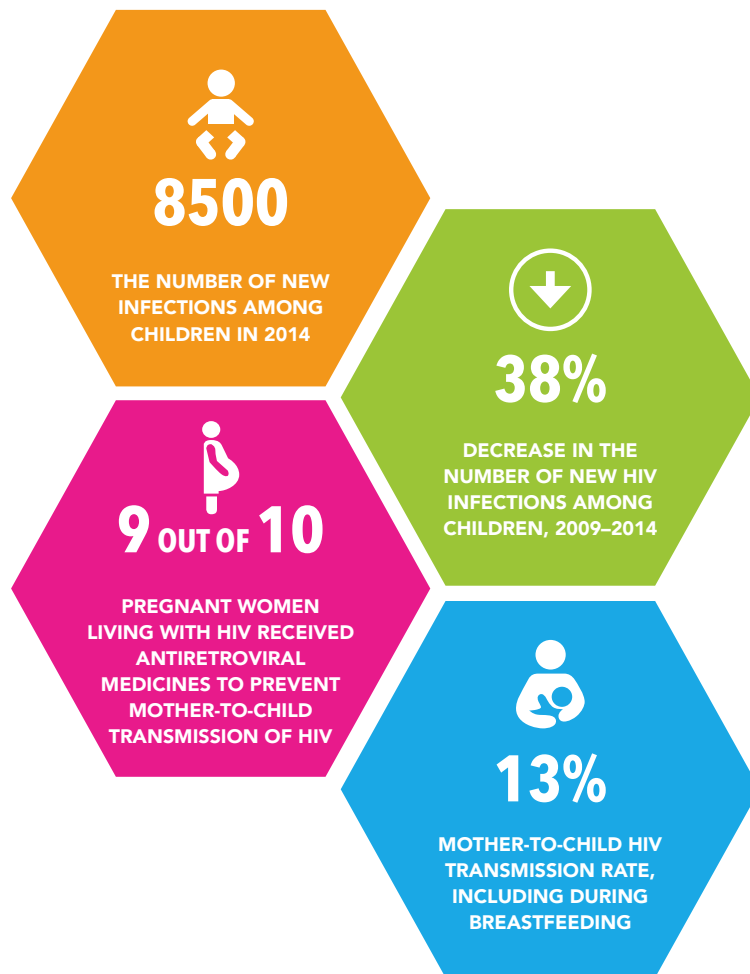 8500
THE NUMBER OF NEW
INFECTIONS AMONG
CHILDREN IN 2014
38%
DECREASE IN THE
NUMBER OF NEW HIV
INFECTIONS AMONG
CHILDREN, 2009–2014
9 OUT OF 10
PREGNANT WOMEN
LIVING WITH HIV RECEIVED
ANTIRETROVIRAL
MEDICINES TO PREVENT
MOTHER-TO-CHILD
TRANSMISSION OF HIV
13%
MOTHER-TO-CHILD HIV
TRANSMISSION RATE,
INCLUDING DURING
BREASTFEEDING